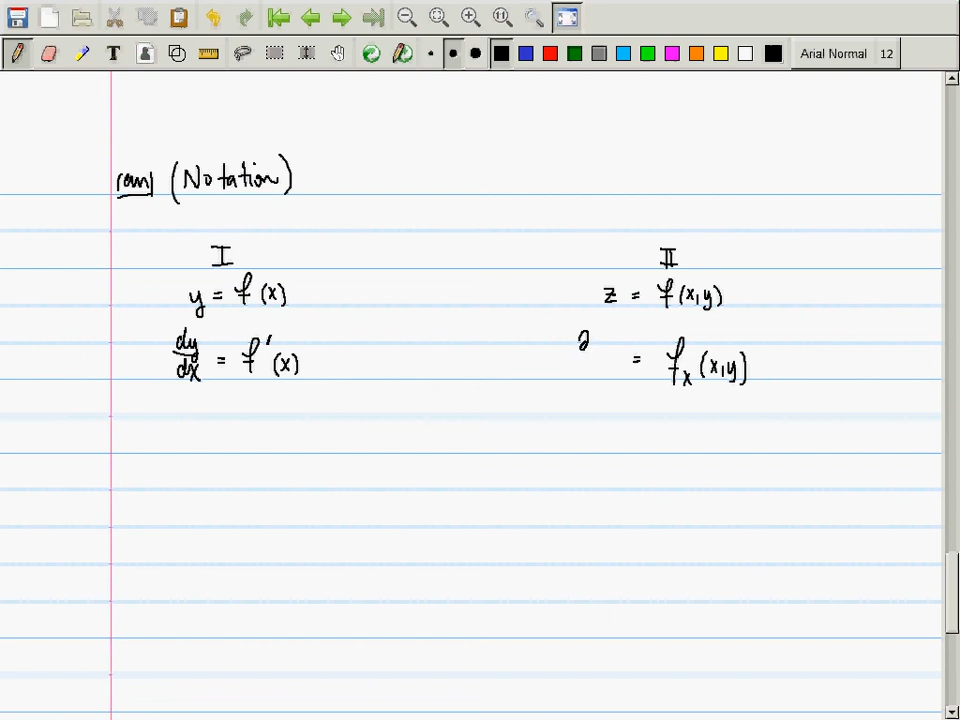 T Arial Normal 12
rem (Notation)
I II
y = f(x) z = f(x,y)
dy/dx = f'(x) ∂ = fₓ(x,y)